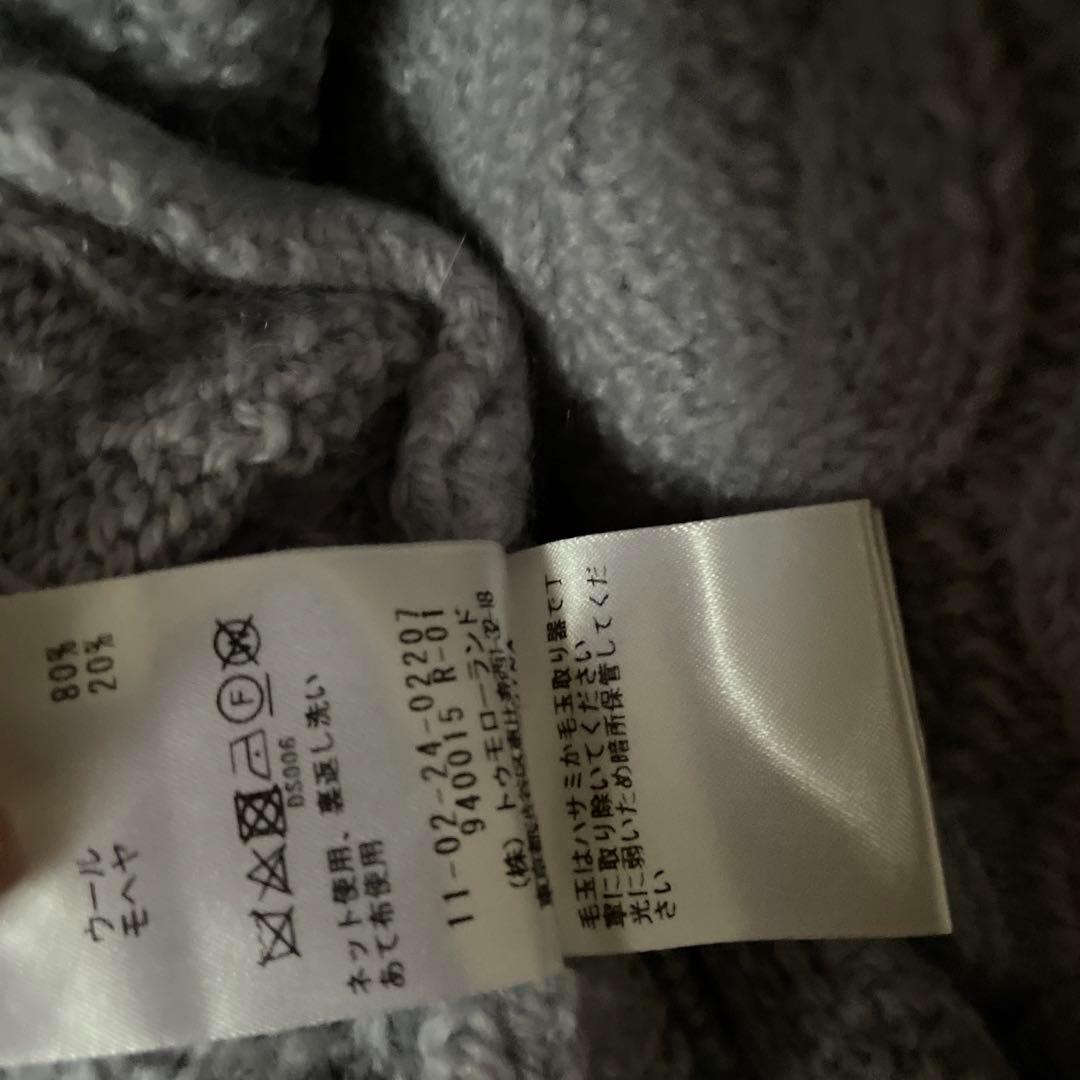 ウール 80%
モヘヤ 20%
DS006
ネット使用、裏返し洗い
あて布使用
11-02-24-02207
940015 R-01
(株) トゥモローランド
毛玉はハサミか毛玉取り器で丁
寧に取り除いてください
光に弱いため暗所保管してくだ
さい